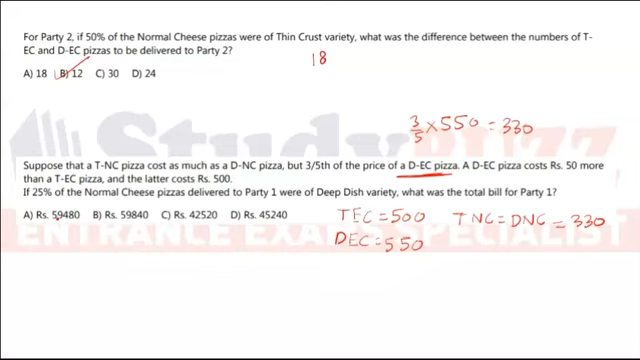 For Party 2, if 50% of the Normal Cheese pizzas were of Thin Crust variety, what was the difference between the numbers of T-
EC and D-EC pizzas to be delivered to Party 2?
18
A) 18 B) 12 C) 30 D) 24
3/5 × 550 = 330
Suppose that a T-NC pizza cost as much as a D-NC pizza, but 3/5th of the price of a D-EC pizza. A D-EC pizza costs Rs. 50 more
than a T-EC pizza, and the latter costs Rs. 500.
If 25% of the Normal Cheese pizzas delivered to Party 1 were of Deep Dish variety, what was the total bill for Party 1?
A) Rs. 59480 B) Rs. 59840 C) Rs. 42520 D) Rs. 45240
TEC = 500 TNC = DNC = 330
DEC = 550
ENTRANCE EXAMS SPECIALIST